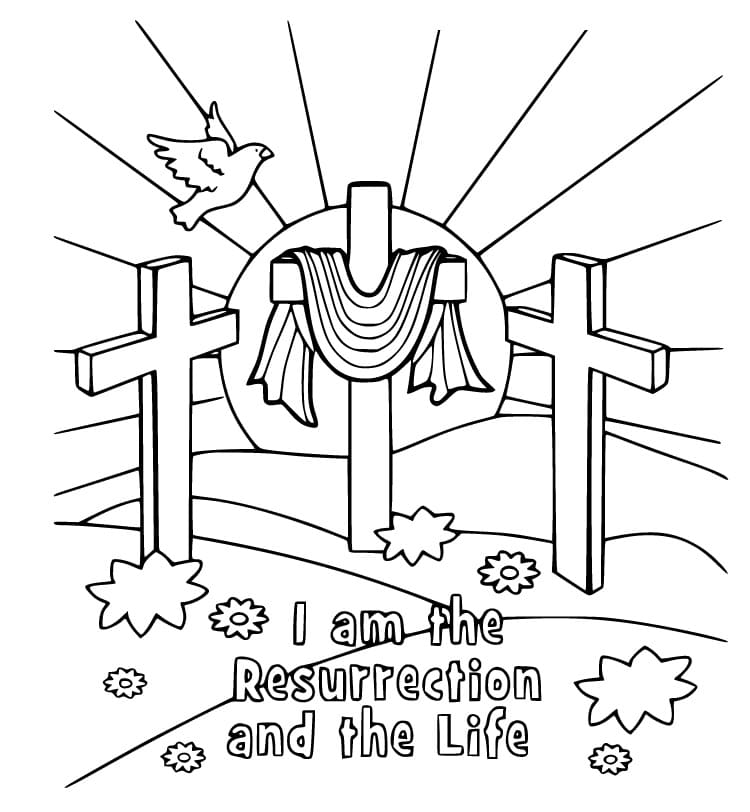 I am the
Resurrection
and the Life